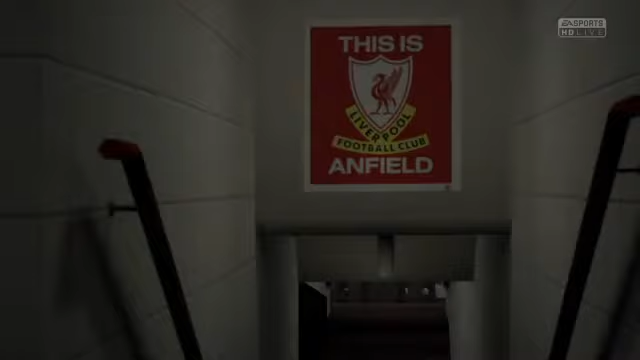 EA SPORTS
HD LIVE
THIS IS
LIVERPOOL
FOOTBALL CLUB
ANFIELD